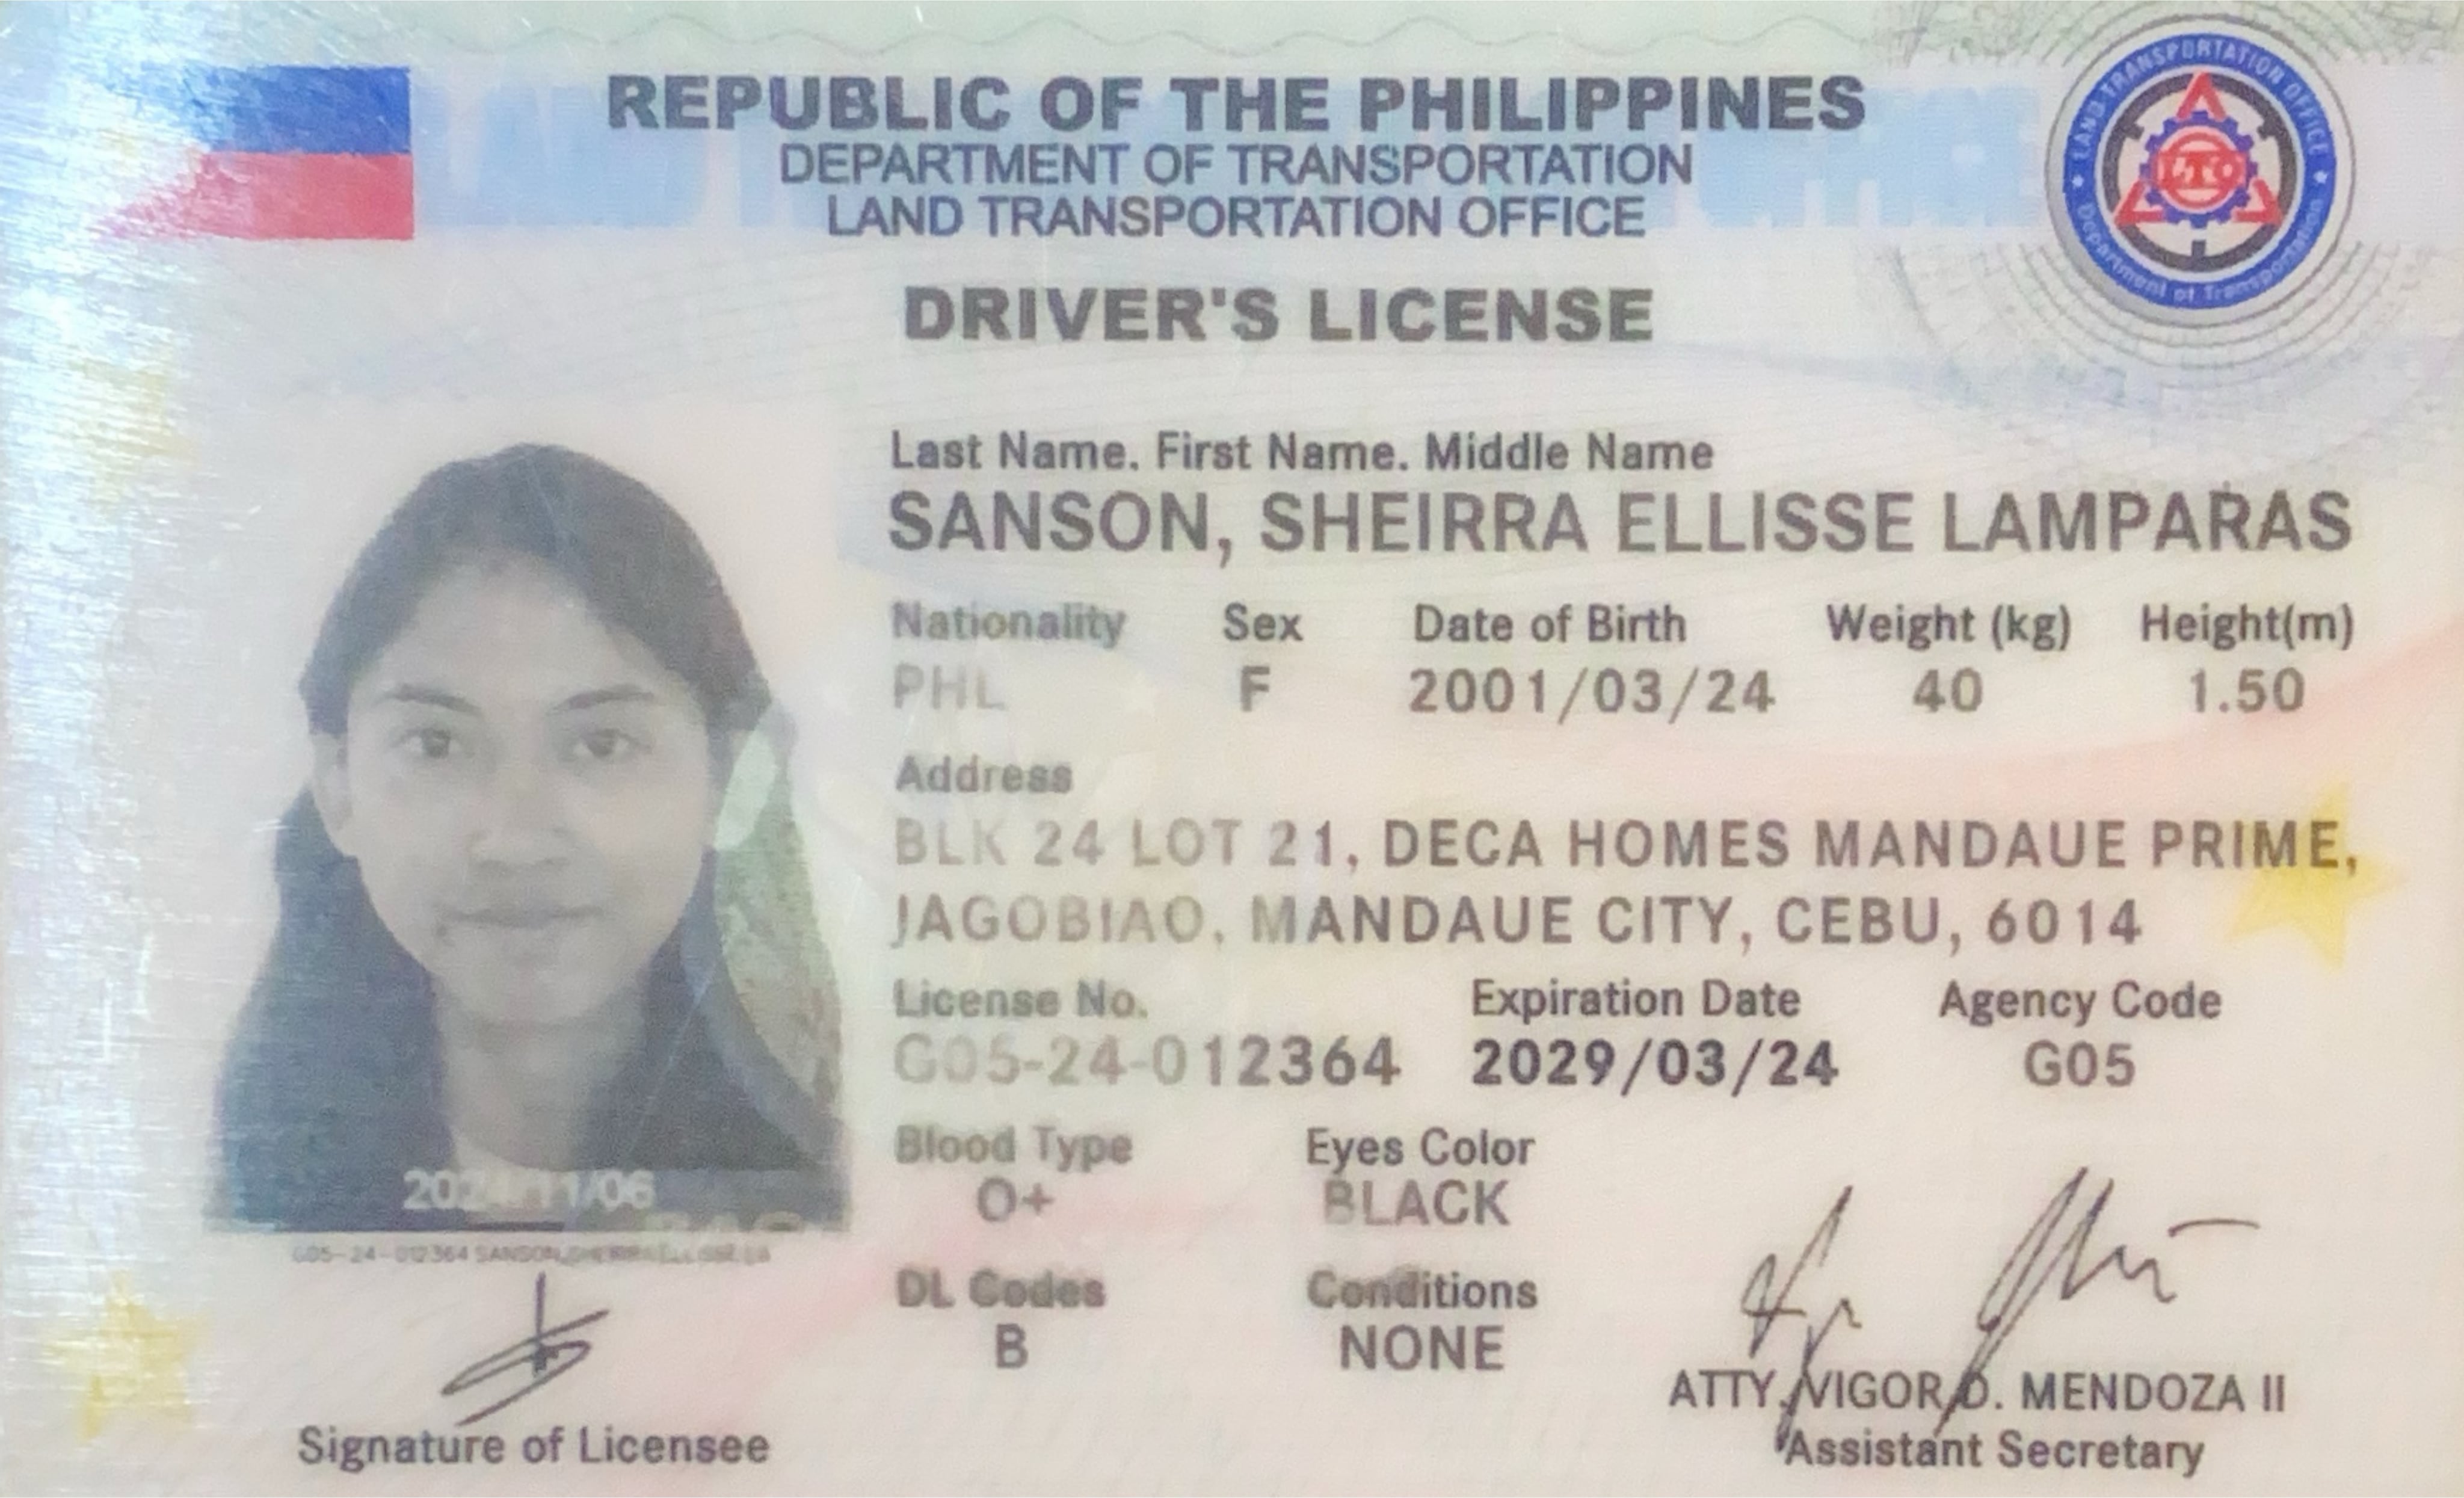 REPUBLIC OF THE PHILIPPINES
DEPARTMENT OF TRANSPORTATION
LAND TRANSPORTATION OFFICE
LAND TRANSPORTATION OFFICE
LTO
Department of Transportation
DRIVER'S LICENSE
Last Name. First Name. Middle Name
SANSON, SHEIRRA ELLISSE LAMPARAS
Nationality Sex Date of Birth Weight (kg) Height(m)
PHL F 2001/03/24 40 1.50
Address
BLK 24 LOT 21, DECA HOMES MANDAUE PRIME,
JAGOBIAO, MANDAUE CITY, CEBU, 6014
License No. Expiration Date Agency Code
G05-24-012364 2029/03/24 G05
Blood Type Eyes Color
O+ BLACK
2024/11/06
G05-24-012364 SANSON,
DL Codes Conditions
B NONE
ATTY. VIGOR D. MENDOZA II
Signature of Licensee
Assistant Secretary